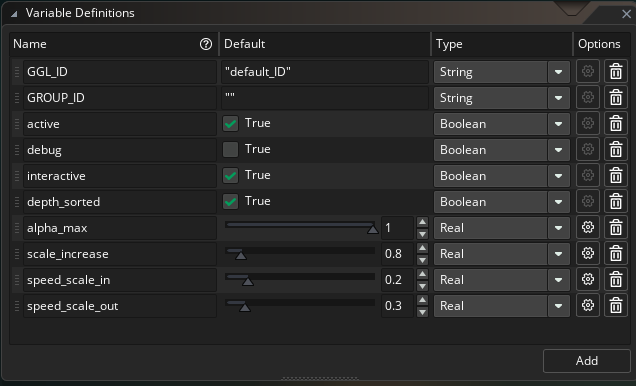 Variable Definitions
Name Default Type Options
GGL_ID "default_ID" String
GROUP_ID "" String
active True Boolean
debug True Boolean
interactive True Boolean
depth_sorted True Boolean
alpha_max 1 Real
scale_increase 0.8 Real
speed_scale_in 0.2 Real
speed_scale_out 0.3 Real
Add